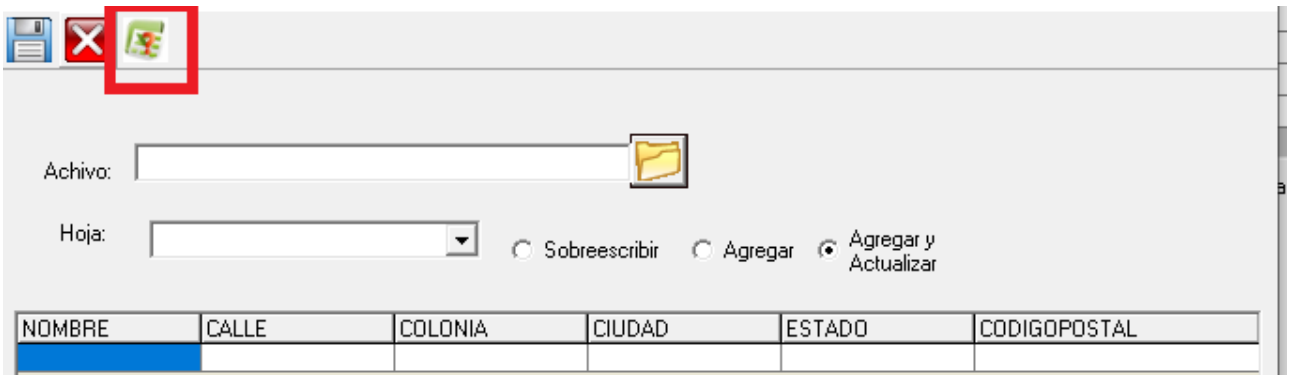 Achivo:
Hoja:
Sobreescribir
Agregar
Agregar y
Actualizar
NOMBRE CALLE COLONIA CIUDAD ESTADO CODIGOPOSTAL